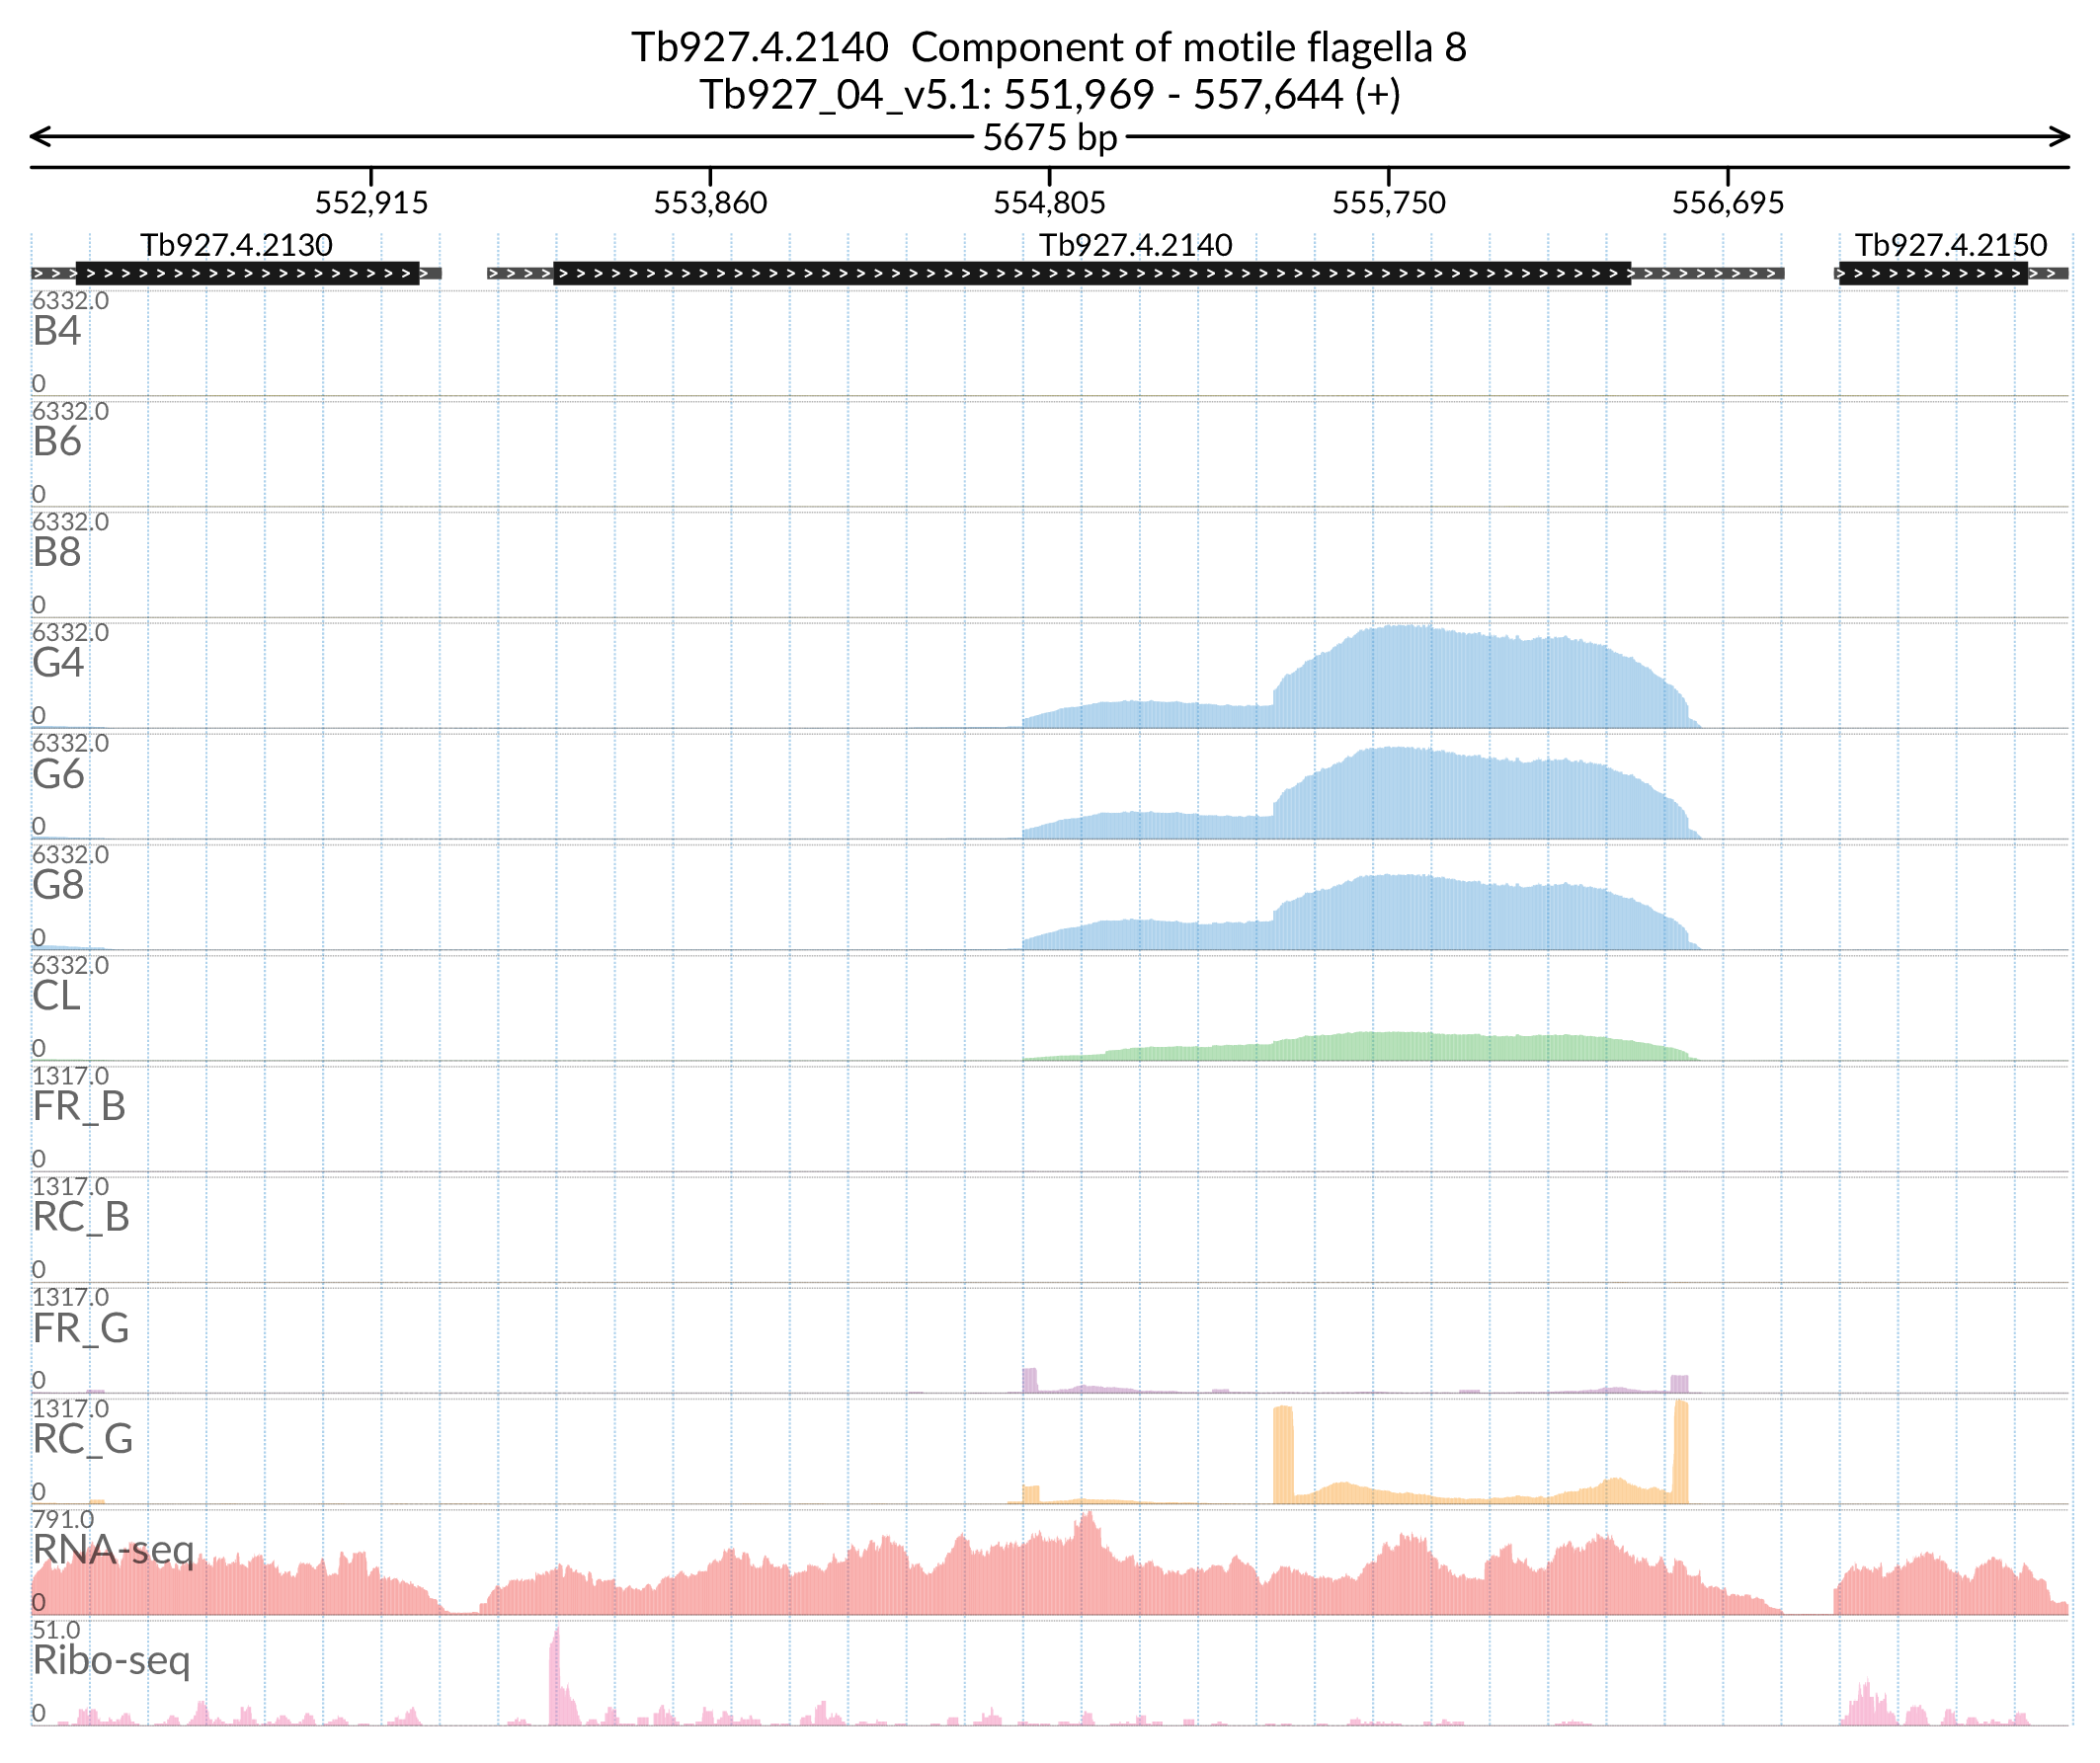 Tb927.4.2140 Component of motile flagella 8
Tb927_04_v5.1: 551,969 - 557,644 (+)
5675 bp
552,915 553,860 554,805 555,750 556,695
Tb927.4.2130 Tb927.4.2140 Tb927.4.2150
6332.0
B4
0
6332.0
B6
0
6332.0
B8
0
6332.0
G4
0
6332.0
G6
0
6332.0
G8
0
6332.0
CL
0
1317.0
FR_B
0
1317.0
RC_B
0
1317.0
FR_G
0
1317.0
RC_G
0
791.0
RNA-seq
0
51.0
Ribo-seq
0